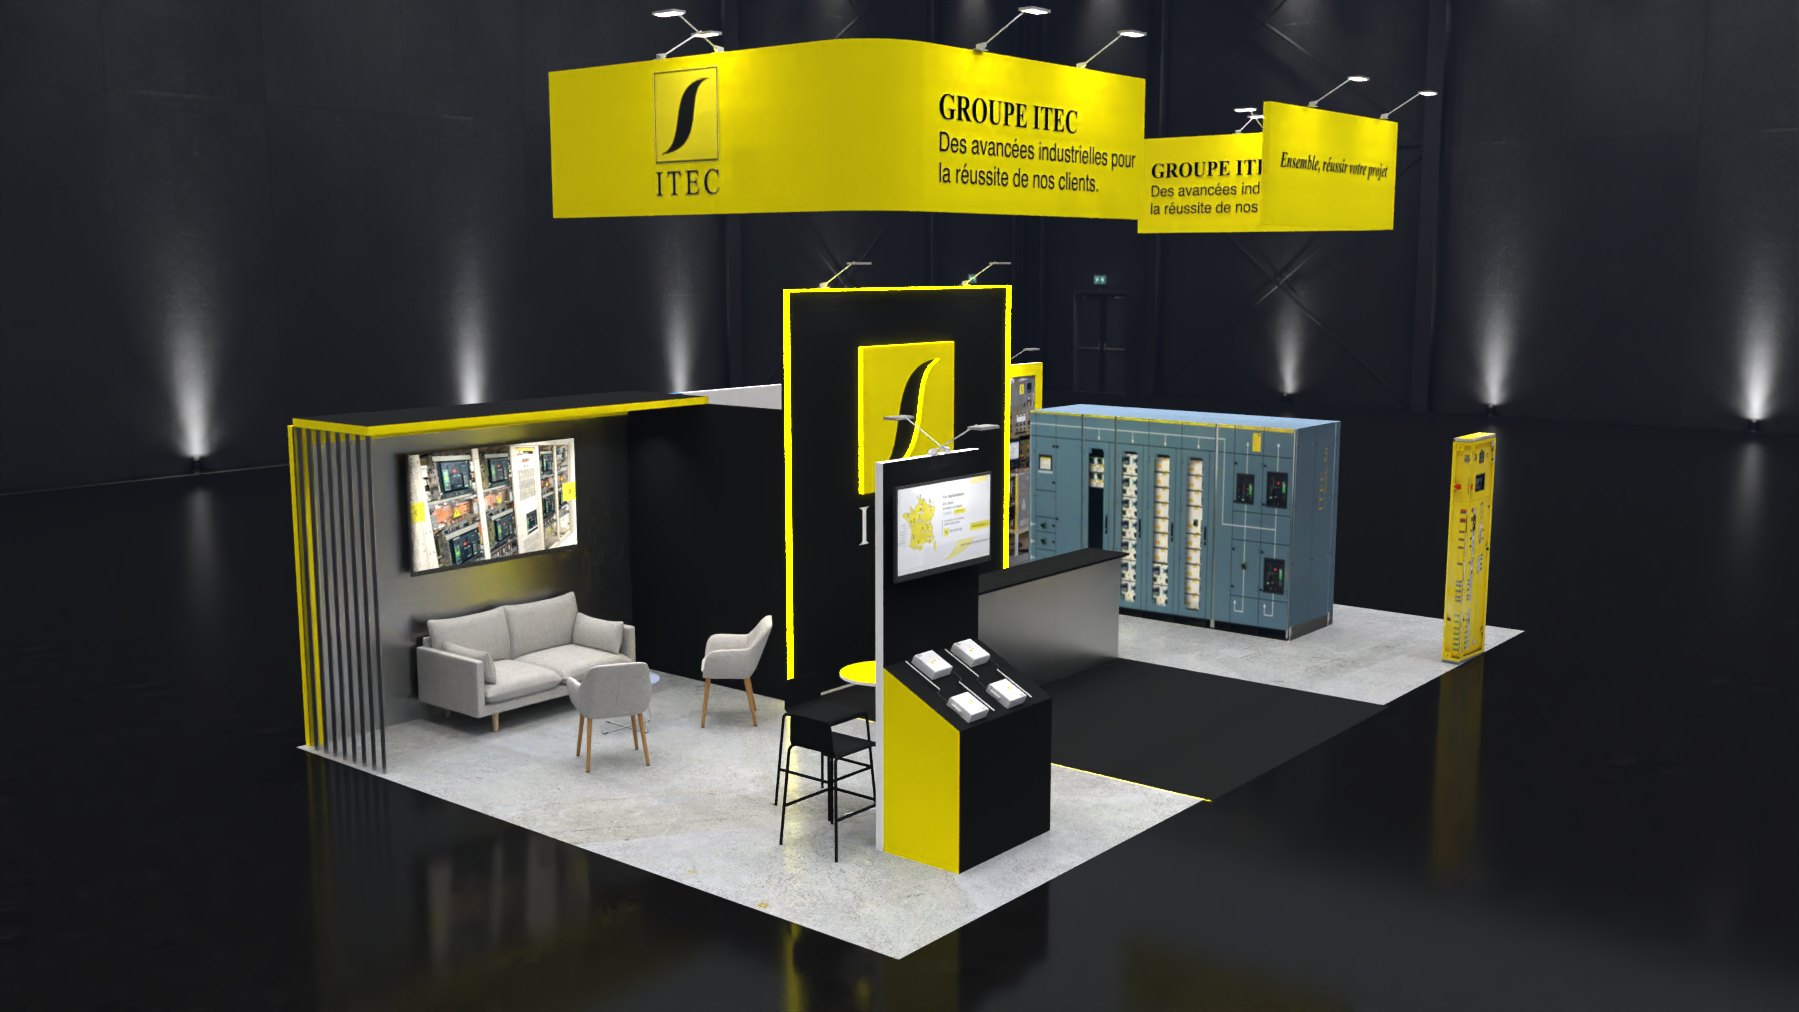 ITEC
GROUPE ITEC
Des avancées industrielles pour
la réussite de nos clients.
GROUPE ITE
Des avancées ind
la réussite de nos
Ensemble, réussir votre projet
I